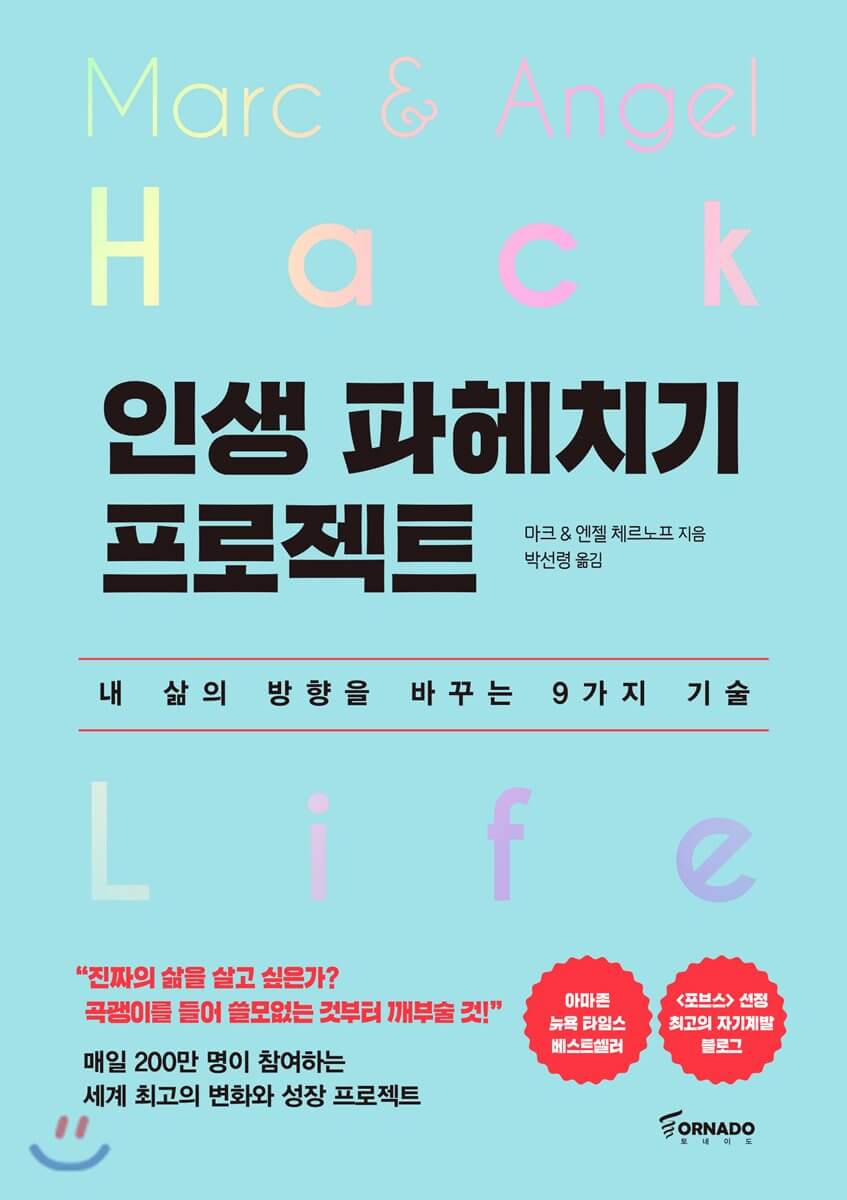 Marc & Angel
Hack
인생 파헤치기
프로젝트
마크 & 엔젤 체르노프 지음
박선령 옮김
내 삶의 방향을 바꾸는 9가지 기술
Life
“진짜의 삶을 살고 싶은가?
곡괭이를 들어 쓸모없는 것부터 깨부술 것!”
매일 200만 명이 참여하는
세계 최고의 변화와 성장 프로젝트
아마존
뉴욕 타임스
베스트셀러
<포브스> 선정
최고의 자기계발
블로그
TORNADO
토네이도